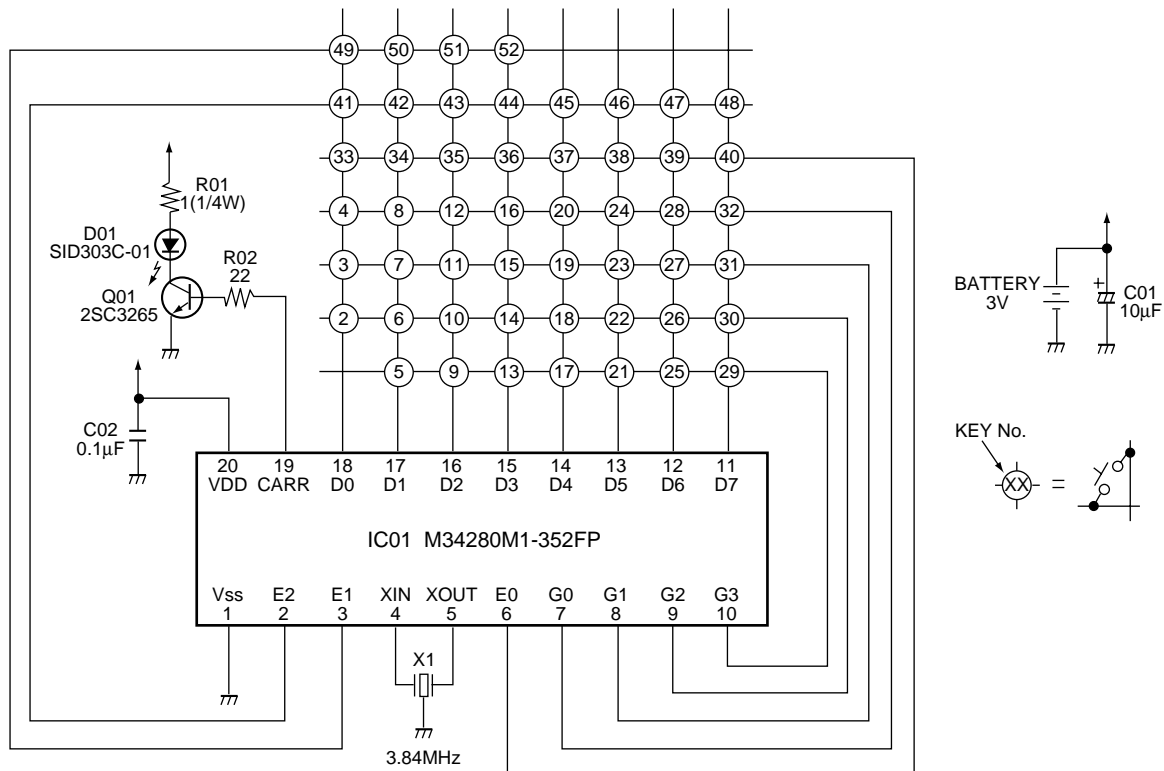 49 50 51 52
41 42 43 44 45 46 47 48
33 34 35 36 37 38 39 40
R01
1(1/4W)
4 8 12 16 20 24 28 32
D01
SID303C-01
R02
22
3 7 11 15 19 23 27 31
Q01
2SC3265
2 6 10 14 18 22 26 30
5 9 13 17 21 25 29
C02
0.1µF
BATTERY
3V
+
C01
10µF
KEY No.
XX =
20 19 18 17 16 15 14 13 12 11
VDD CARR D0 D1 D2 D3 D4 D5 D6 D7
IC01 M34280M1-352FP
Vss E2 E1 XIN XOUT E0 G0 G1 G2 G3
1 2 3 4 5 6 7 8 9 10
X1
3.84MHz